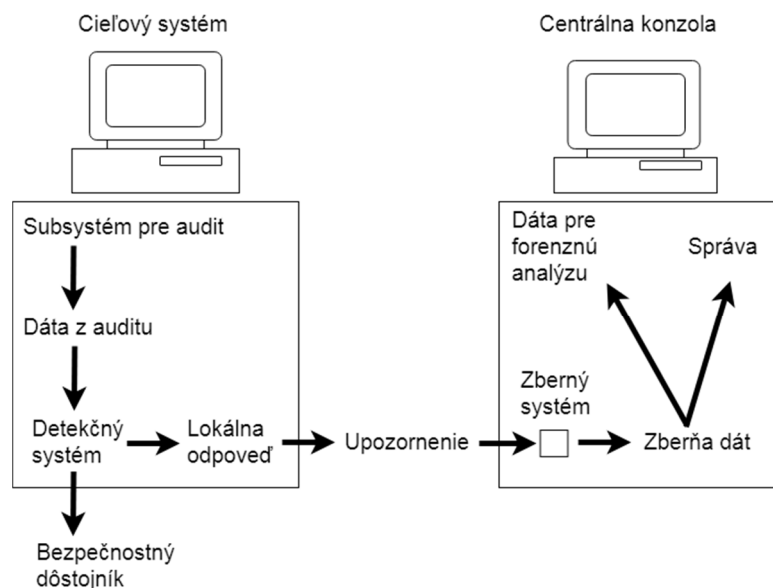 Cieľový systém
Subsystém pre audit
Dáta z auditu
Detekčný
systém
Lokálna
odpoveď
Bezpečnostný
dôstojník
Upozornenie
Centrálna konzola
Dáta pre
forenznú
analýzu
Správa
Zberný
systém
Zberňa dát